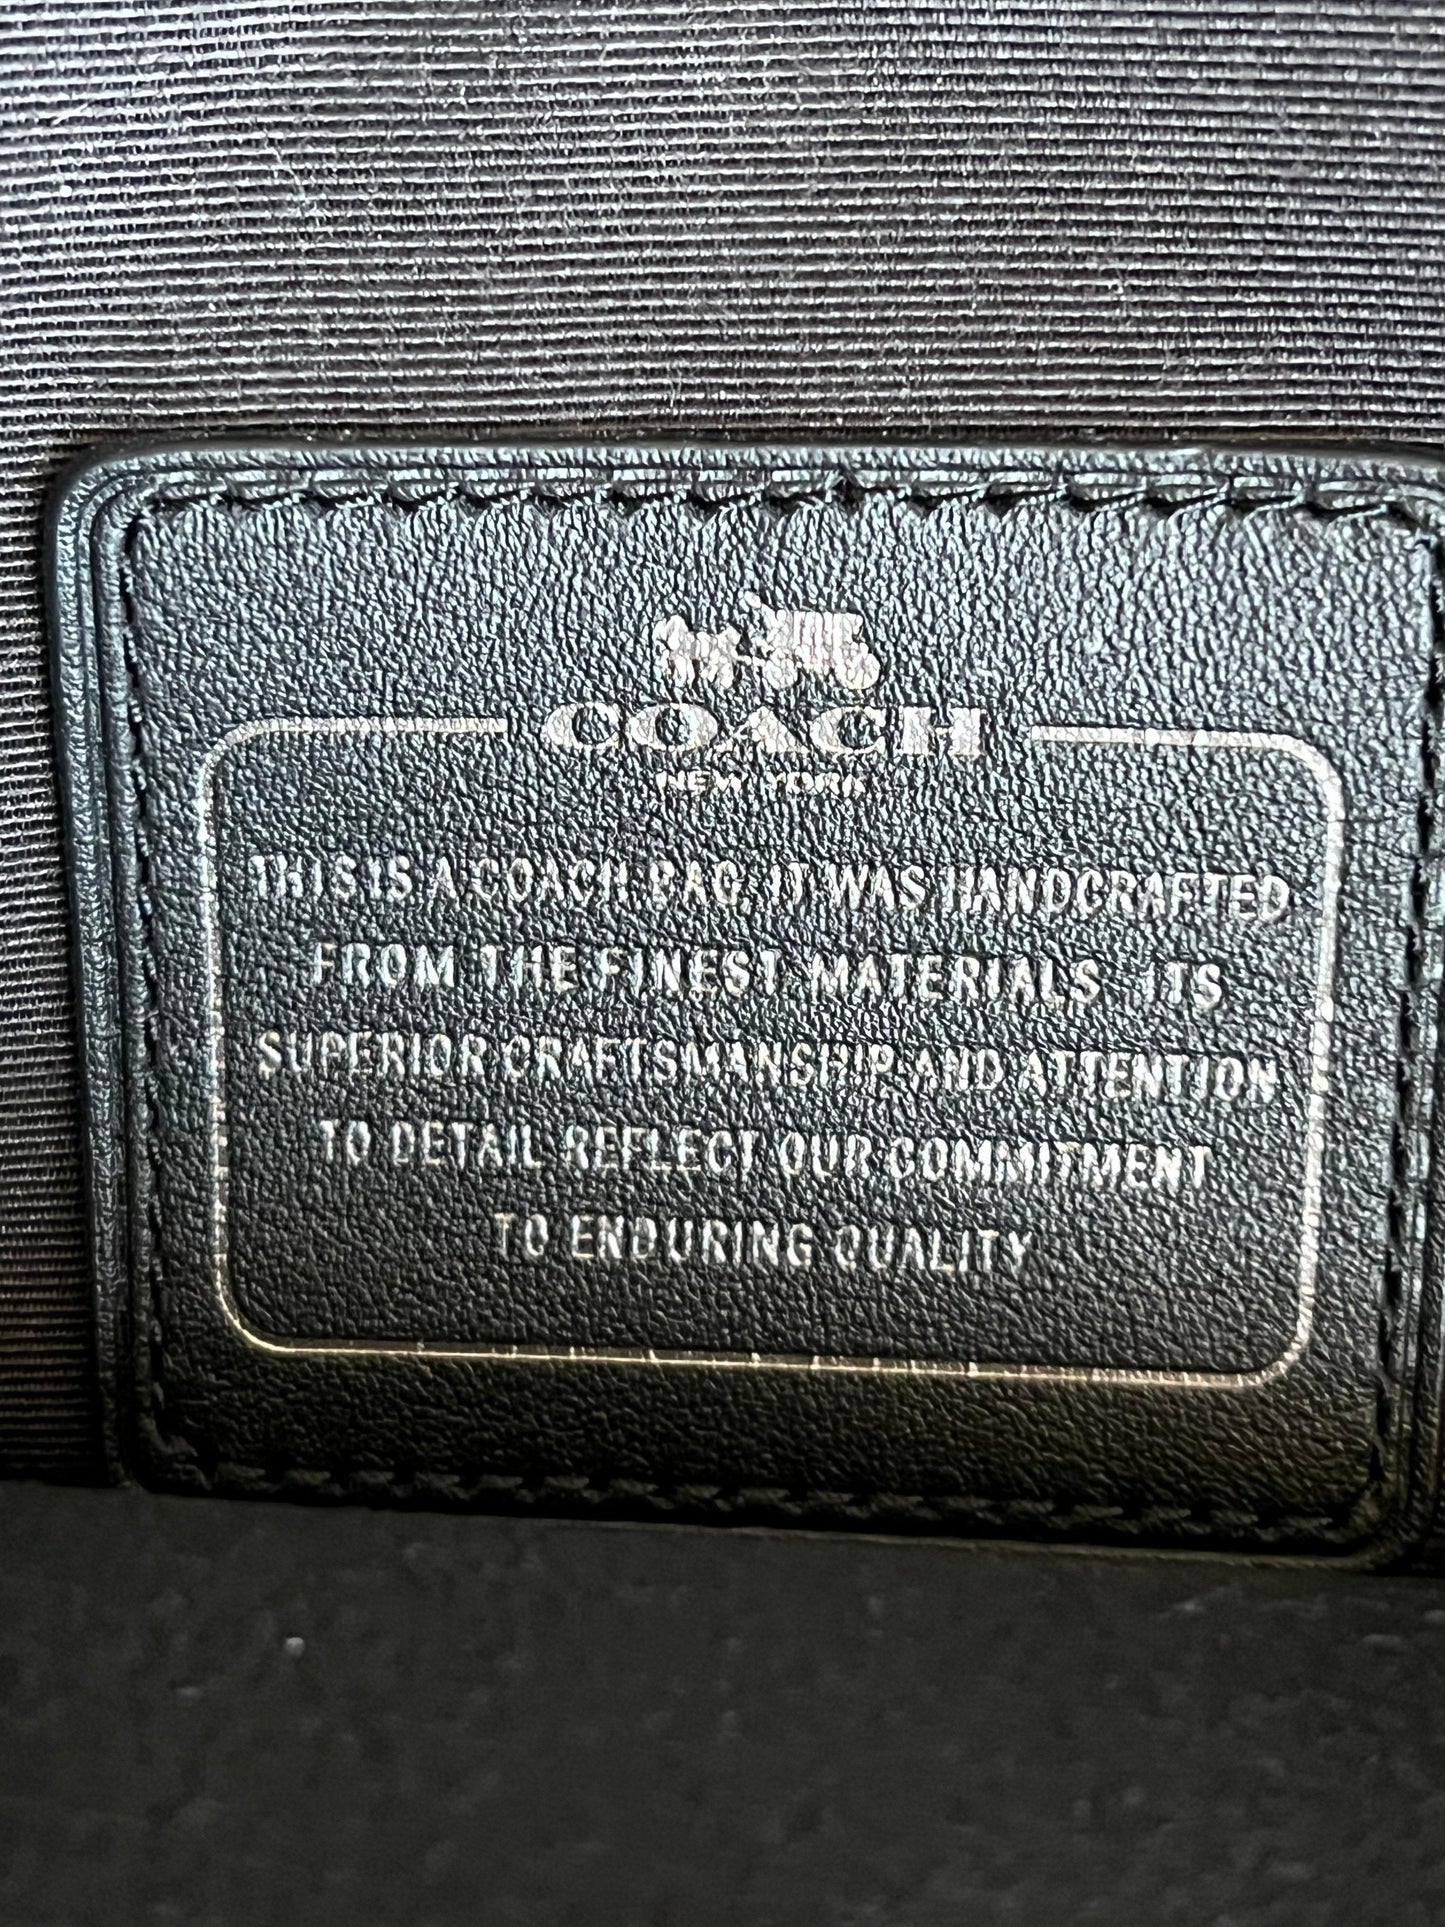 COACH
NEW YORK
THIS IS A COACH BAG. IT WAS HANDCRAFTED
FROM THE FINEST MATERIALS. ITS
SUPERIOR CRAFTSMANSHIP AND ATTENTION
TO DETAIL REFLECT OUR COMMITMENT
TO ENDURING QUALITY